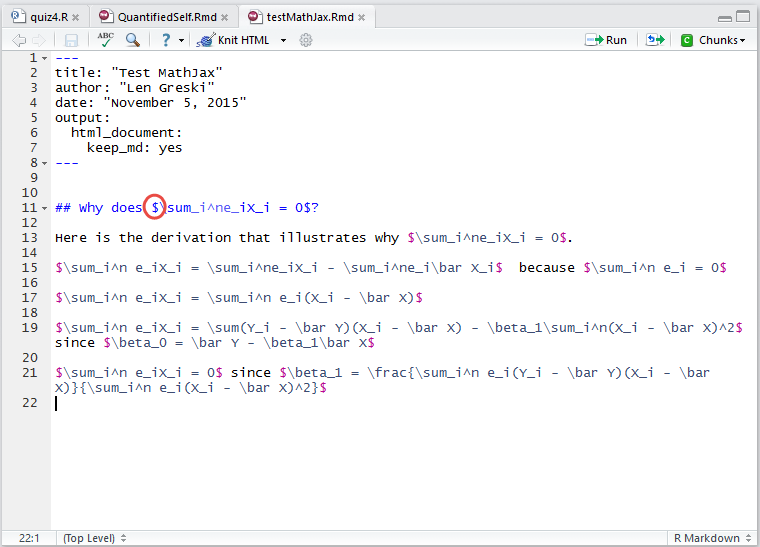 quiz4.R QuantifiedSelf.Rmd testMathJax.Rmd
ABC ? Knit HTML Run C Chunks
1 ---
2 title: "Test MathJax"
3 author: "Len Greski"
4 date: "November 5, 2015"
5 output:
6 html_document:
7 keep_md: yes
8 ---
9
10
11 ## Why does $\sum_i^ne_iX_i = 0$?
12
13 Here is the derivation that illustrates why $\sum_i^ne_iX_i = 0$.
14
15 $\sum_i^n e_iX_i = \sum_i^ne_iX_i - \sum_i^ne_i\bar X_i$ because $\sum_i^n e_i = 0$
16
17 $\sum_i^n e_iX_i = \sum_i^n e_i(X_i - \bar X)$
18
19 $\sum_i^n e_iX_i = \sum(Y_i - \bar Y)(X_i - \bar X) - \beta_1\sum_i^n(X_i - \bar X)^2$
since $\beta_0 = \bar Y - \beta_1\bar X$
20
21 $\sum_i^n e_iX_i = 0$ since $\beta_1 = \frac{\sum_i^n e_i(Y_i - \bar Y)(X_i - \bar
X)}{\sum_i^n e_i(X_i - \bar X)^2}$
22
22:1 (Top Level) R Markdown